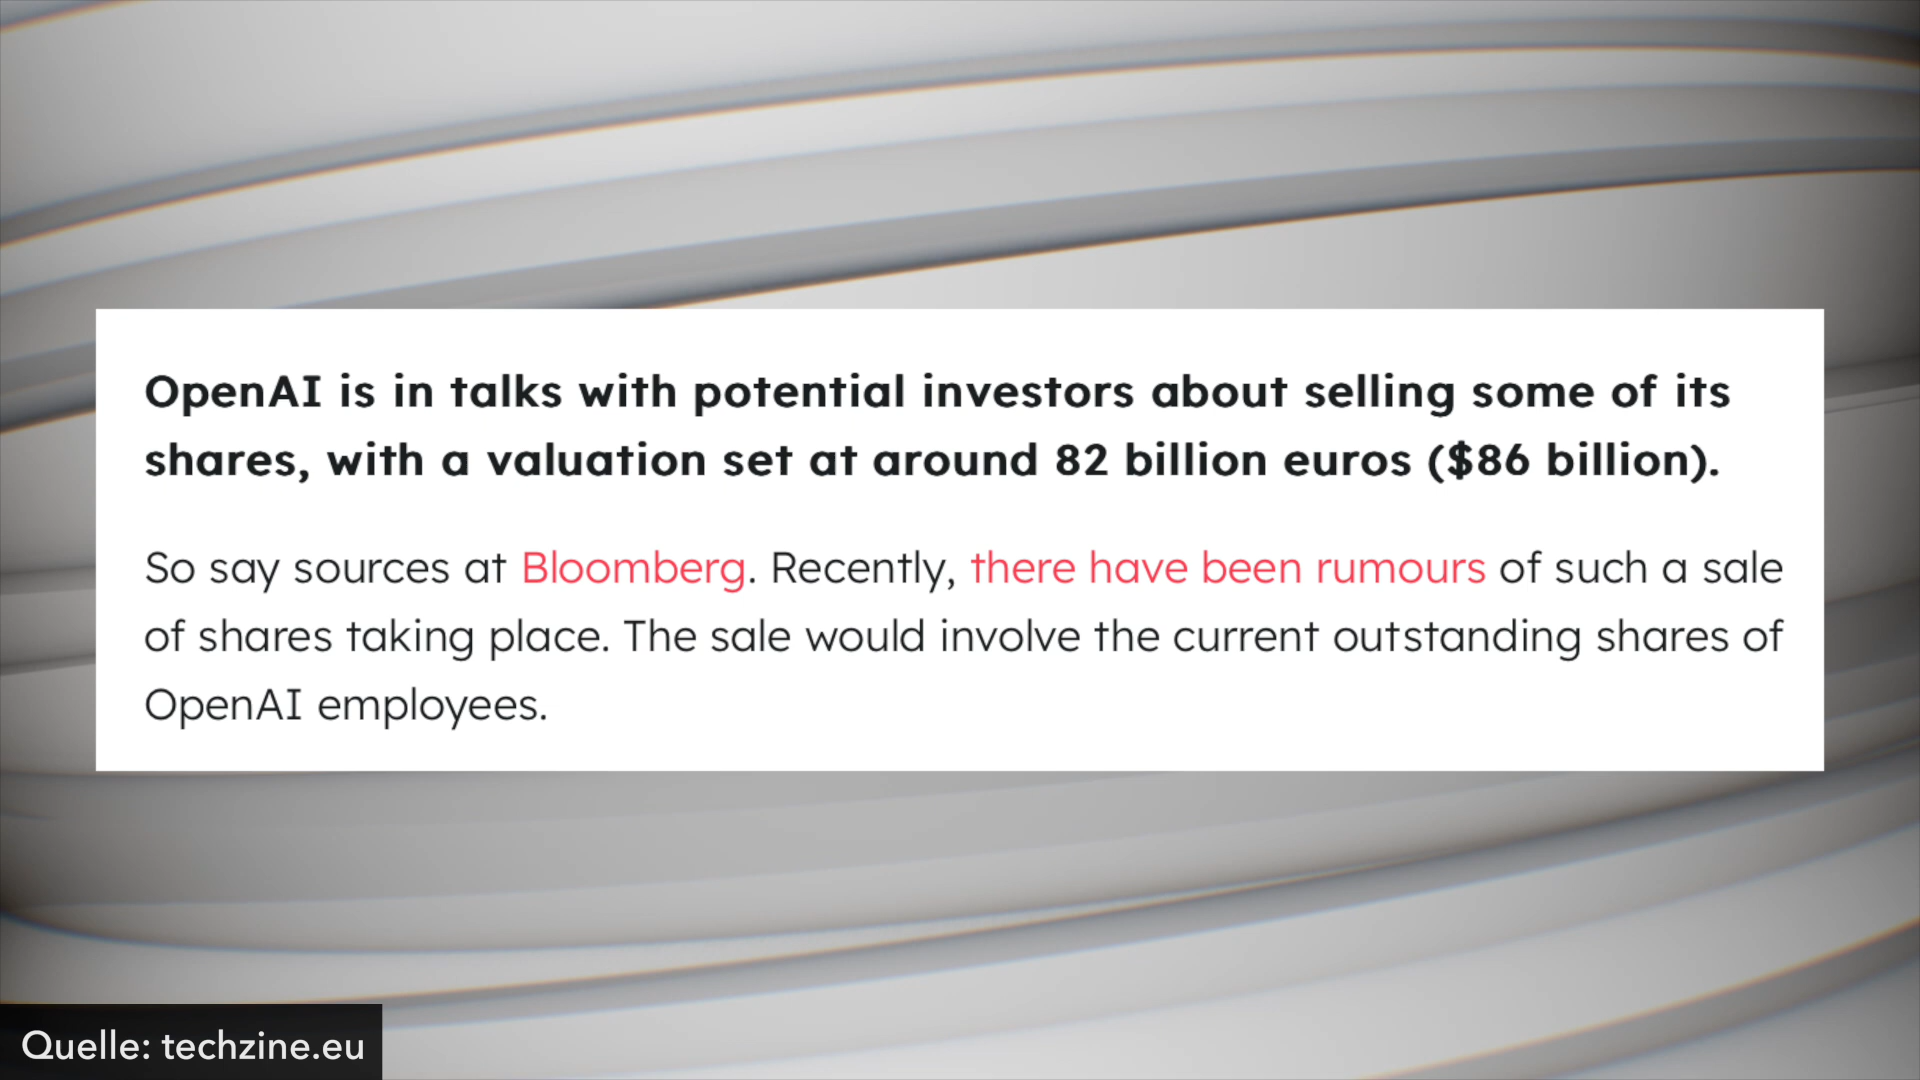 OpenAI is in talks with potential investors about selling some of its
shares, with a valuation set at around 82 billion euros ($86 billion).
So say sources at Bloomberg. Recently, there have been rumours of such a sale
of shares taking place. The sale would involve the current outstanding shares of
OpenAI employees.
Quelle: techzine.eu